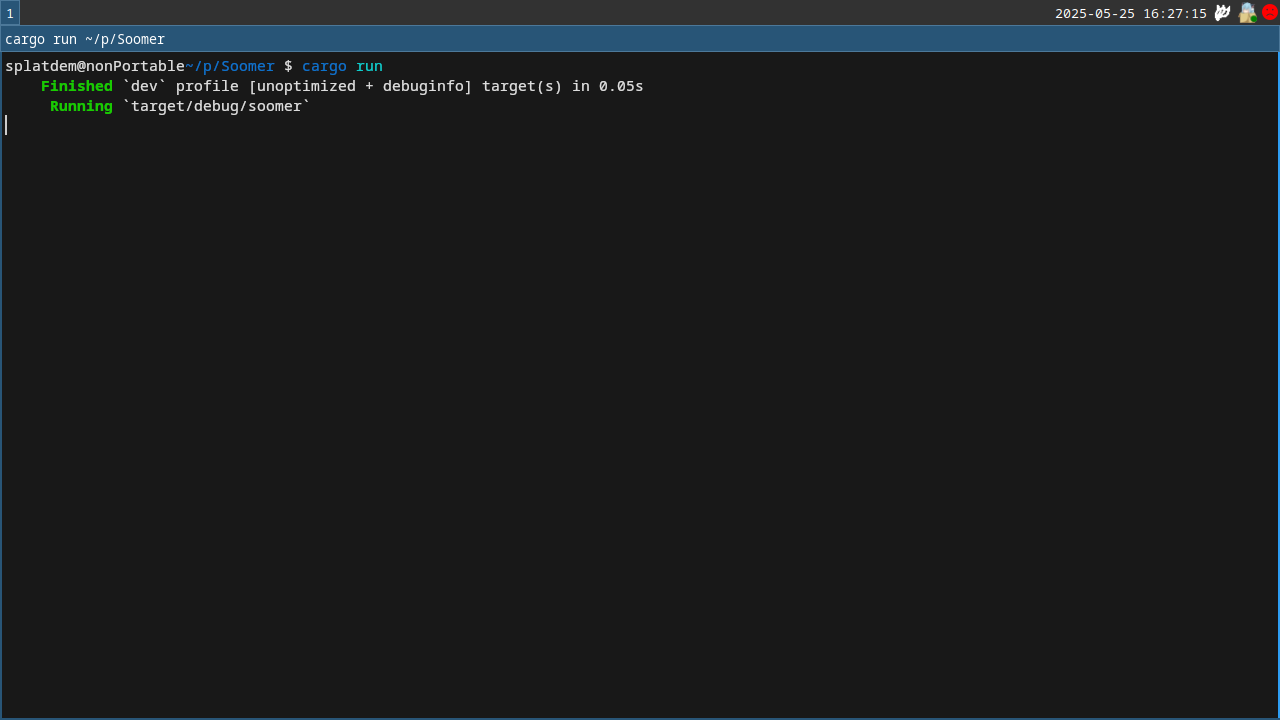 1
2025-05-25 16:27:15
cargo run ~/p/Soomer
splatdem@nonPortable~/p/Soomer $ cargo run
Finished `dev` profile [unoptimized + debuginfo] target(s) in 0.05s
Running `target/debug/soomer`